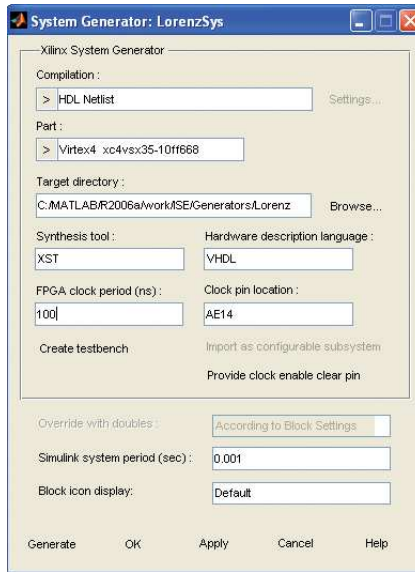 System Generator: LorenzSys
Xilinx System Generator
Compilation :
> HDL Netlist Settings...
Part :
> Virtex4 xc4vsx35-10ff668
Target directory :
C:/MATLAB/R2006a/work/ISE/Generators/Lorenz Browse...
Synthesis tool : Hardware description language :
XST VHDL
FPGA clock period (ns) : Clock pin location :
100 AE14
Create testbench Import as configurable subsystem
Provide clock enable clear pin
Override with doubles : According to Block Settings
Simulink system period (sec) : 0.001
Block icon display: Default
Generate OK Apply Cancel Help